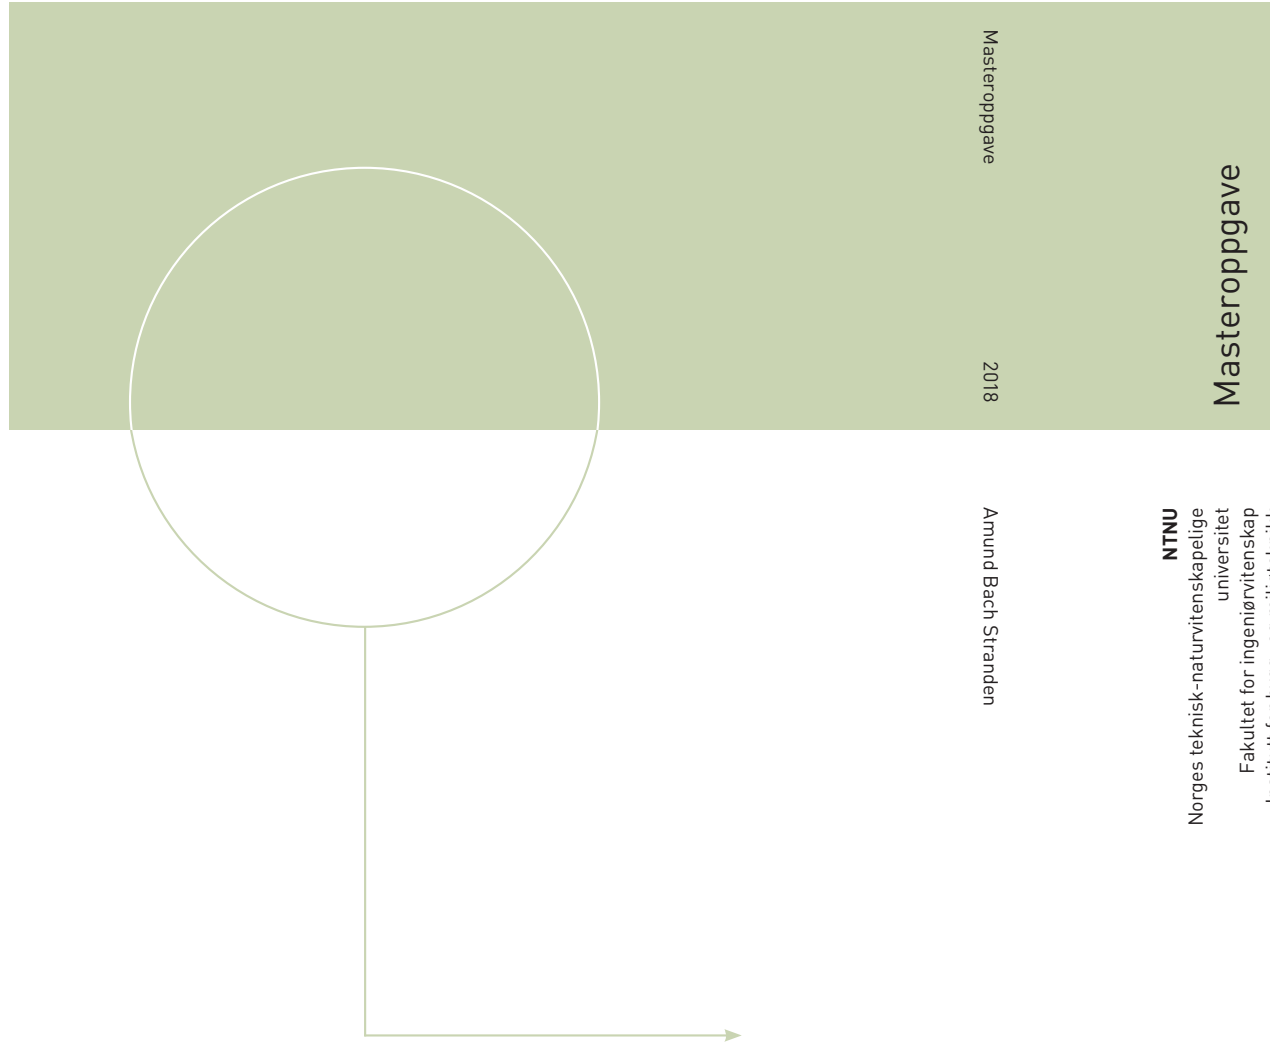 Masteroppgave
2018
Amund Bach Stranden
Masteroppgave
NTNU
Norges teknisk-naturvitenskapelige
universitet
Fakultet for ingeniørvitenskap